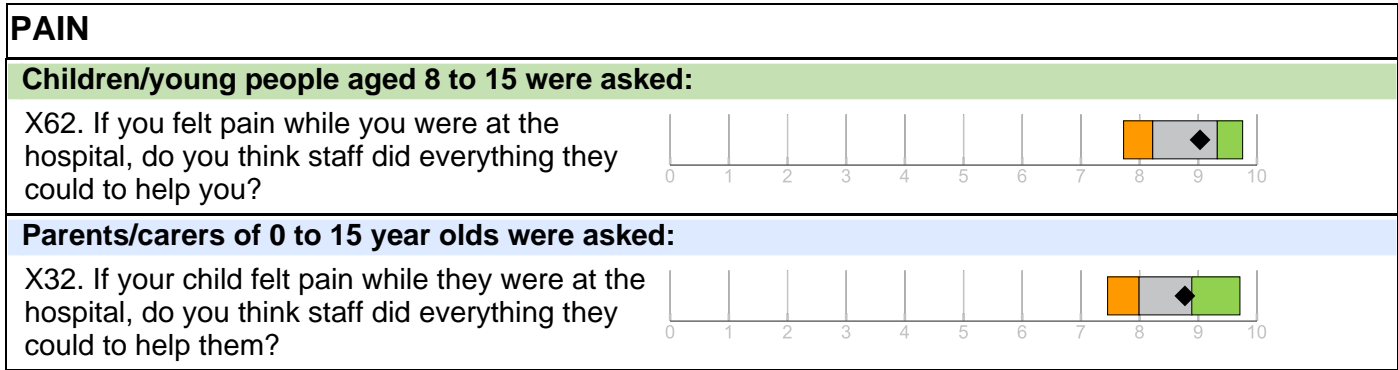 PAIN
Children/young people aged 8 to 15 were asked:
X62. If you felt pain while you were at the
hospital, do you think staff did everything they
could to help you?
0 1 2 3 4 5 6 7 8 9 10
Parents/carers of 0 to 15 year olds were asked:
X32. If your child felt pain while they were at the
hospital, do you think staff did everything they
could to help them?
0 1 2 3 4 5 6 7 8 9 10